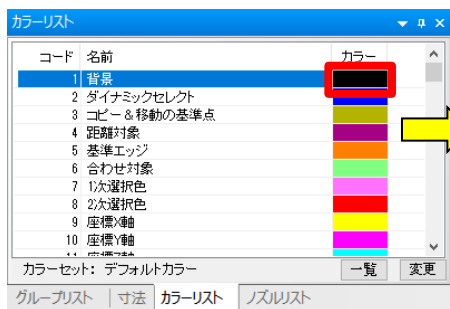 カラーリスト
コード 名前 カラー
1 背景
2 ダイナミックセレクト
3 コピー＆移動の基準点
4 距離対象
5 基準エッジ
6 合わせ対象
7 1次選択色
8 2次選択色
9 座標X軸
10 座標Y軸
11 座標Z軸
カラーセット: デフォルトカラー 一覧 変更
グループリスト 寸法 カラーリスト ノズルリスト